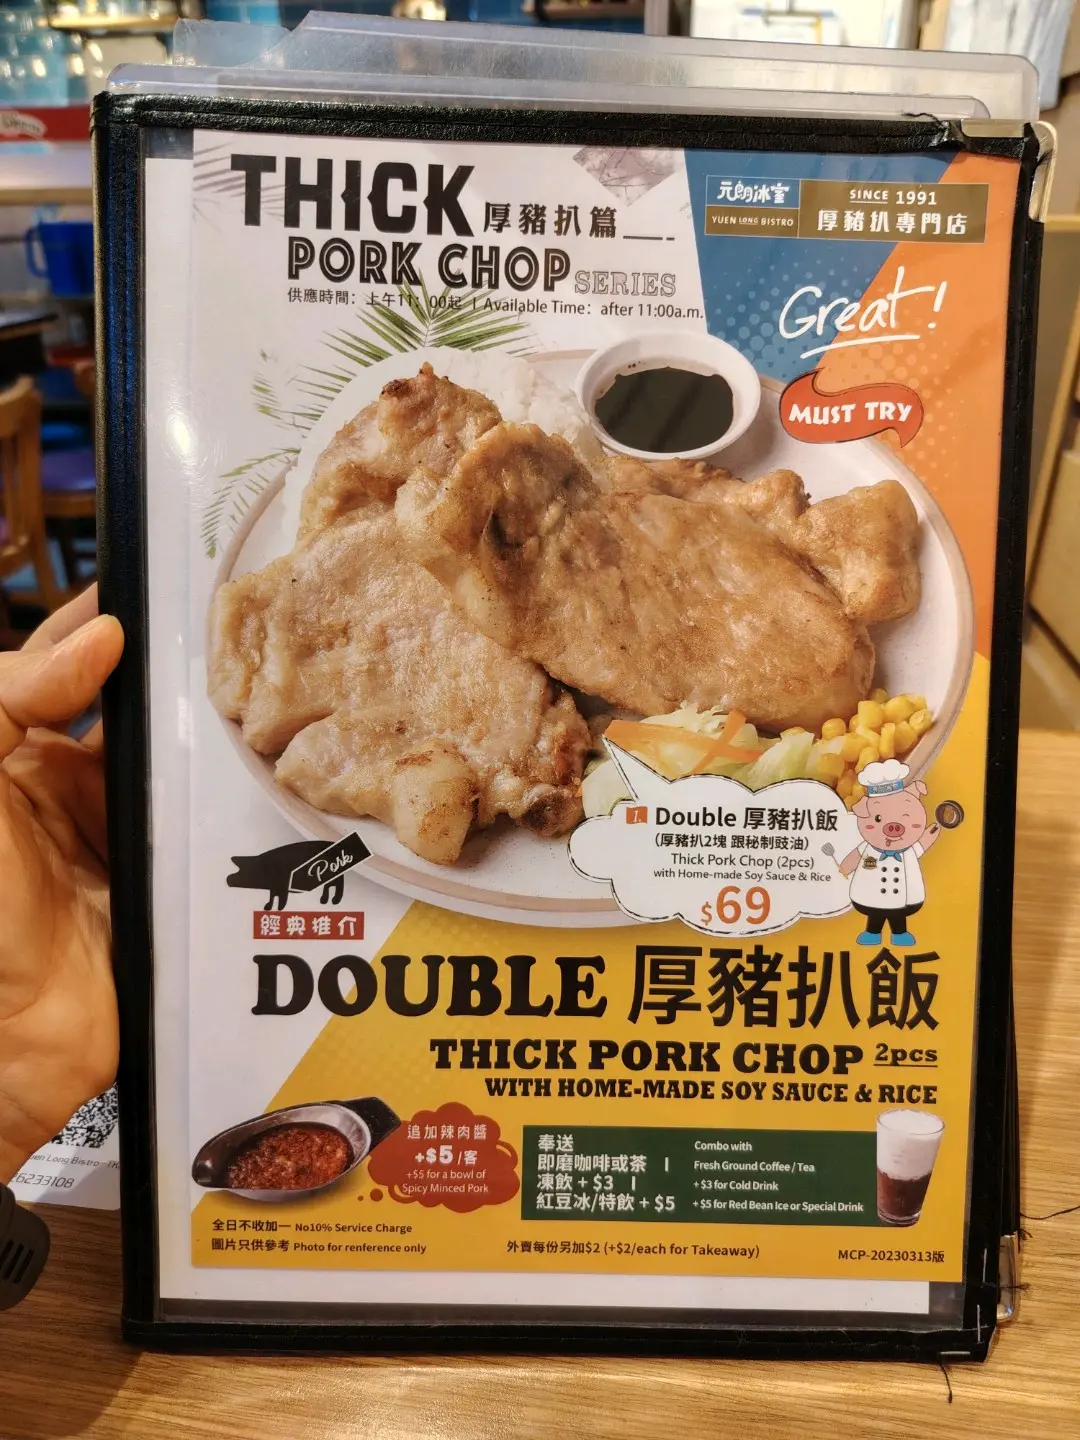 THICK 厚豬扒篇
PORK CHOP SERIES
供應時間：上午11：00起 | Available Time：after 11:00a.m.
元朗冰室
YUEN LONG BISTRO
SINCE 1991
厚豬扒專門店
Great!
MUST TRY
1. Double 厚豬扒飯
(厚豬扒2塊 跟秘制豉油)
Thick Pork Chop (2pcs)
with Home-made Soy Sauce & Rice
$69
Pork
經典推介
DOUBLE 厚豬扒飯
THICK PORK CHOP 2pcs
WITH HOME-MADE SOY SAUCE & RICE
追加辣肉醬
+$5/客
+$5 for a bowl of
Spicy Minced Pork
奉送
即磨咖啡或茶 |
凍飲 + $3 |
紅豆冰/特飲 + $5
Combo with
Fresh Ground Coffee / Tea
+ $3 for Cold Drink
+ $5 for Red Bean Ice or Special Drink
全日不收加一 No10% Service Charge
圖片只供參考 Photo for renference only
外賣每份另加$2 (+$2/each for Takeaway)
MCP-20230313版
6233108